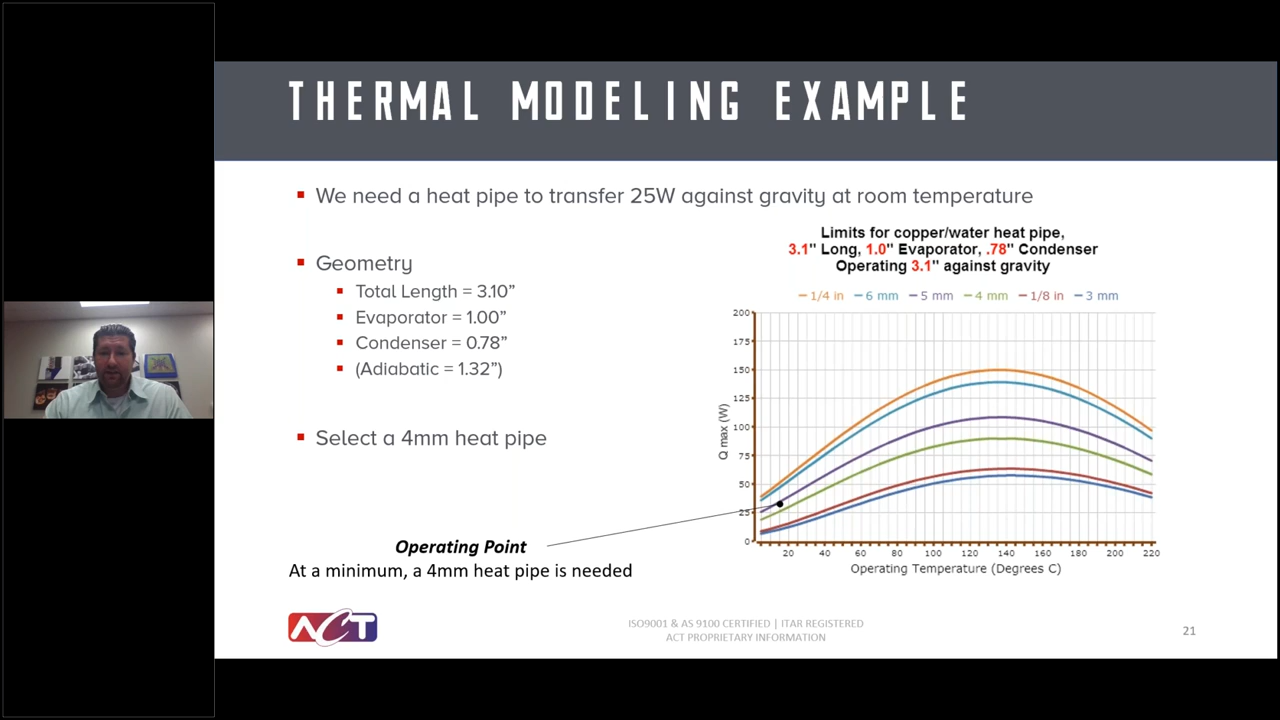 THERMAL MODELING EXAMPLE
We need a heat pipe to transfer 25W against gravity at room temperature
Geometry
Total Length = 3.10”
Evaporator = 1.00”
Condenser = 0.78”
(Adiabatic = 1.32”)
Select a 4mm heat pipe
Operating Point
At a minimum, a 4mm heat pipe is needed
Limits for copper/water heat pipe,
3.1" Long, 1.0" Evaporator, .78" Condenser
Operating 3.1" against gravity
1/4 in 6 mm 5 mm 4 mm 1/8 in 3 mm
200
175
150
125
100
75
50
25
0
Q max (W)
20 40 60 80 100 120 140 160 180 200 220
Operating Temperature (Degrees C)
ACT
ISO9001 & AS 9100 CERTIFIED | ITAR REGISTERED
ACT PROPRIETARY INFORMATION
21